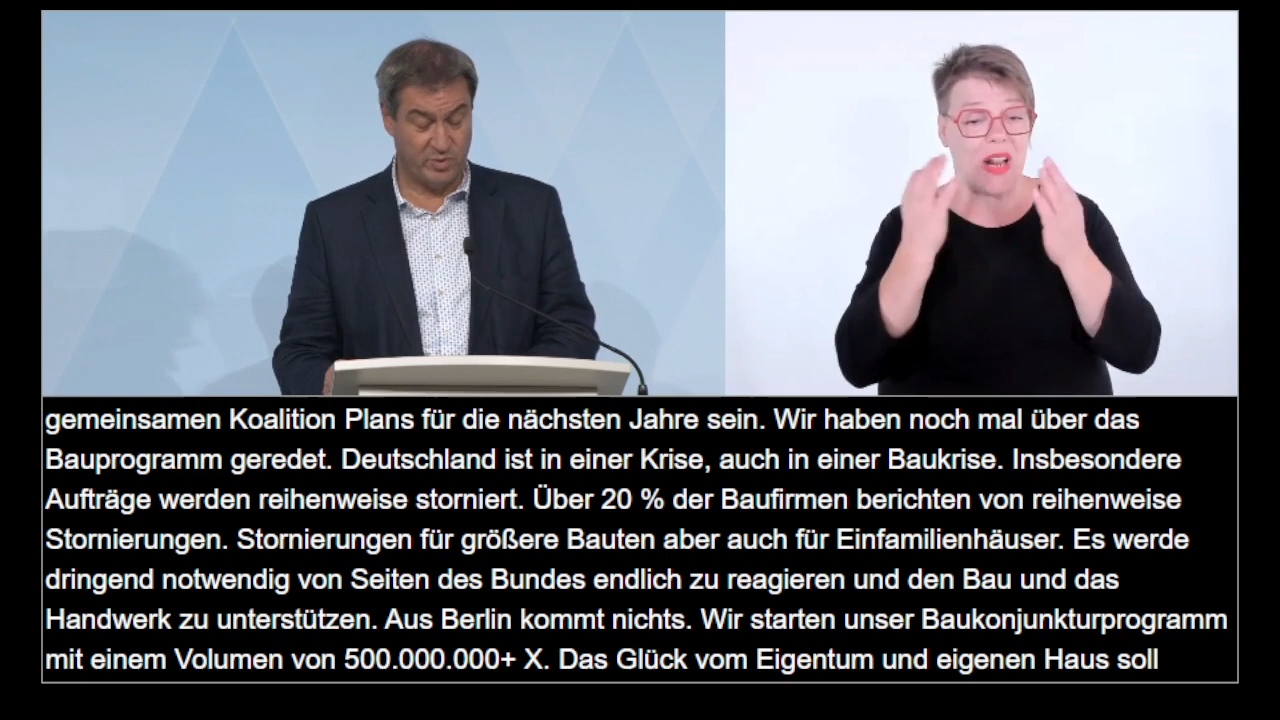 gemeinsamen Koalition Plans für die nächsten Jahre sein. Wir haben noch mal über das
Bauprogramm geredet. Deutschland ist in einer Krise, auch in einer Baukrise. Insbesondere
Aufträge werden reihenweise storniert. Über 20 % der Baufirmen berichten von reihenweise
Stornierungen. Stornierungen für größere Bauten aber auch für Einfamilienhäuser. Es werde
dringend notwendig von Seiten des Bundes endlich zu reagieren und den Bau und das
Handwerk zu unterstützen. Aus Berlin kommt nichts. Wir starten unser Baukonjunkturprogramm
mit einem Volumen von 500.000.000+ X. Das Glück vom Eigentum und eigenen Haus soll